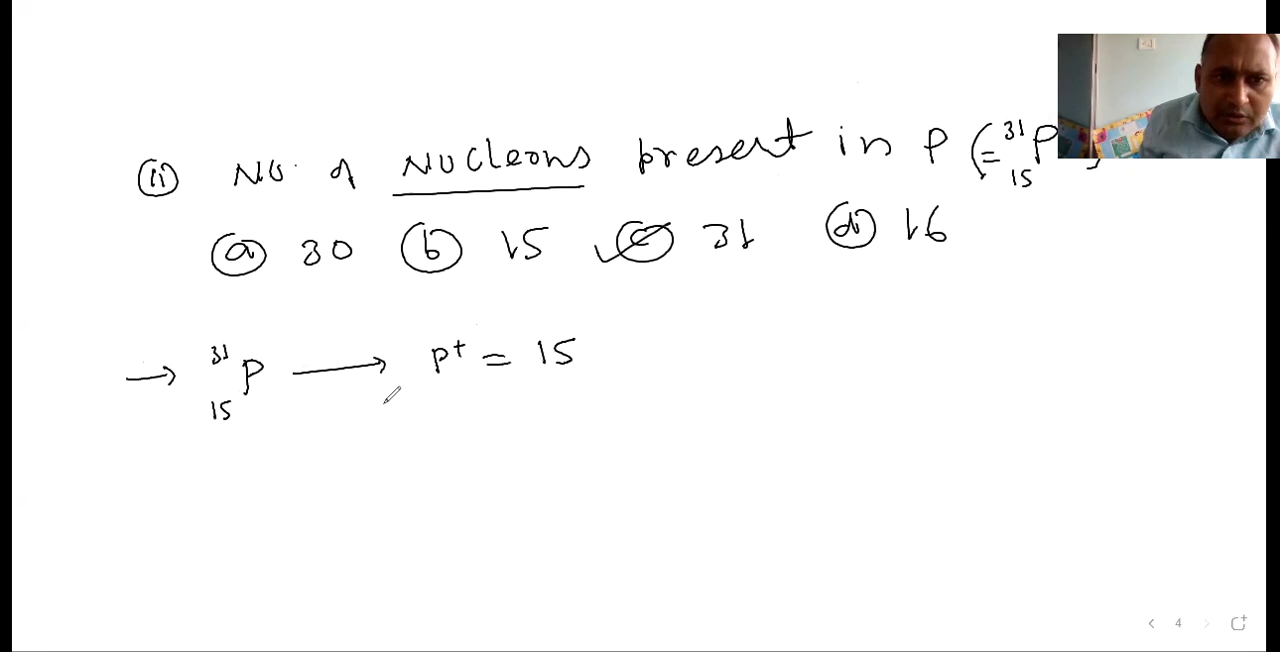 (ii) No. of Nucleons present in P (= ³¹₁₅P)
(a) 30 (b) 15 ✓(c) 31 (d) 16
→ ³¹₁₅P ⟶ p⁺ = 15
< 4 >